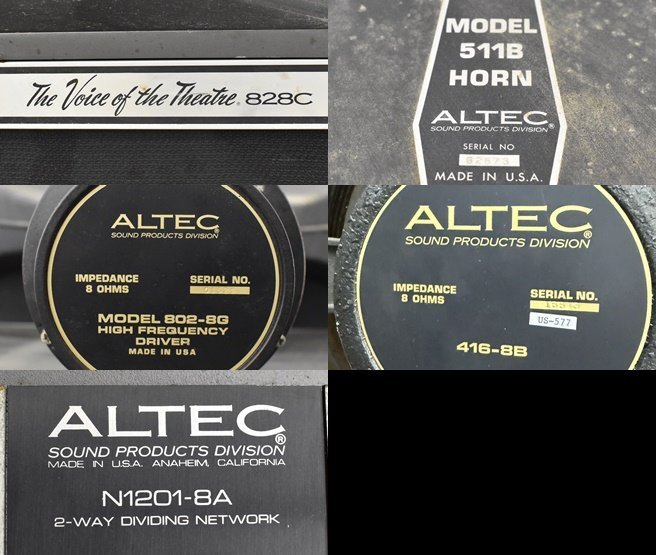 The Voice of the Theatre® 828C
MODEL
511B
HORN
ALTEC
SOUND PRODUCTS DIVISION®
SERIAL NO
62573
MADE IN U.S.A.
ALTEC®
SOUND PRODUCTS DIVISION
IMPEDANCE
8 OHMS
SERIAL NO.
MODEL 802-8G
HIGH FREQUENCY
DRIVER
MADE IN USA
ALTEC®
SOUND PRODUCTS DIVISION
IMPEDANCE
8 OHMS
SERIAL NO.
US-577
416-8B
ALTEC®
SOUND PRODUCTS DIVISION
MADE IN U.S.A. ANAHEIM, CALIFORNIA
N1201-8A
2-WAY DIVIDING NETWORK